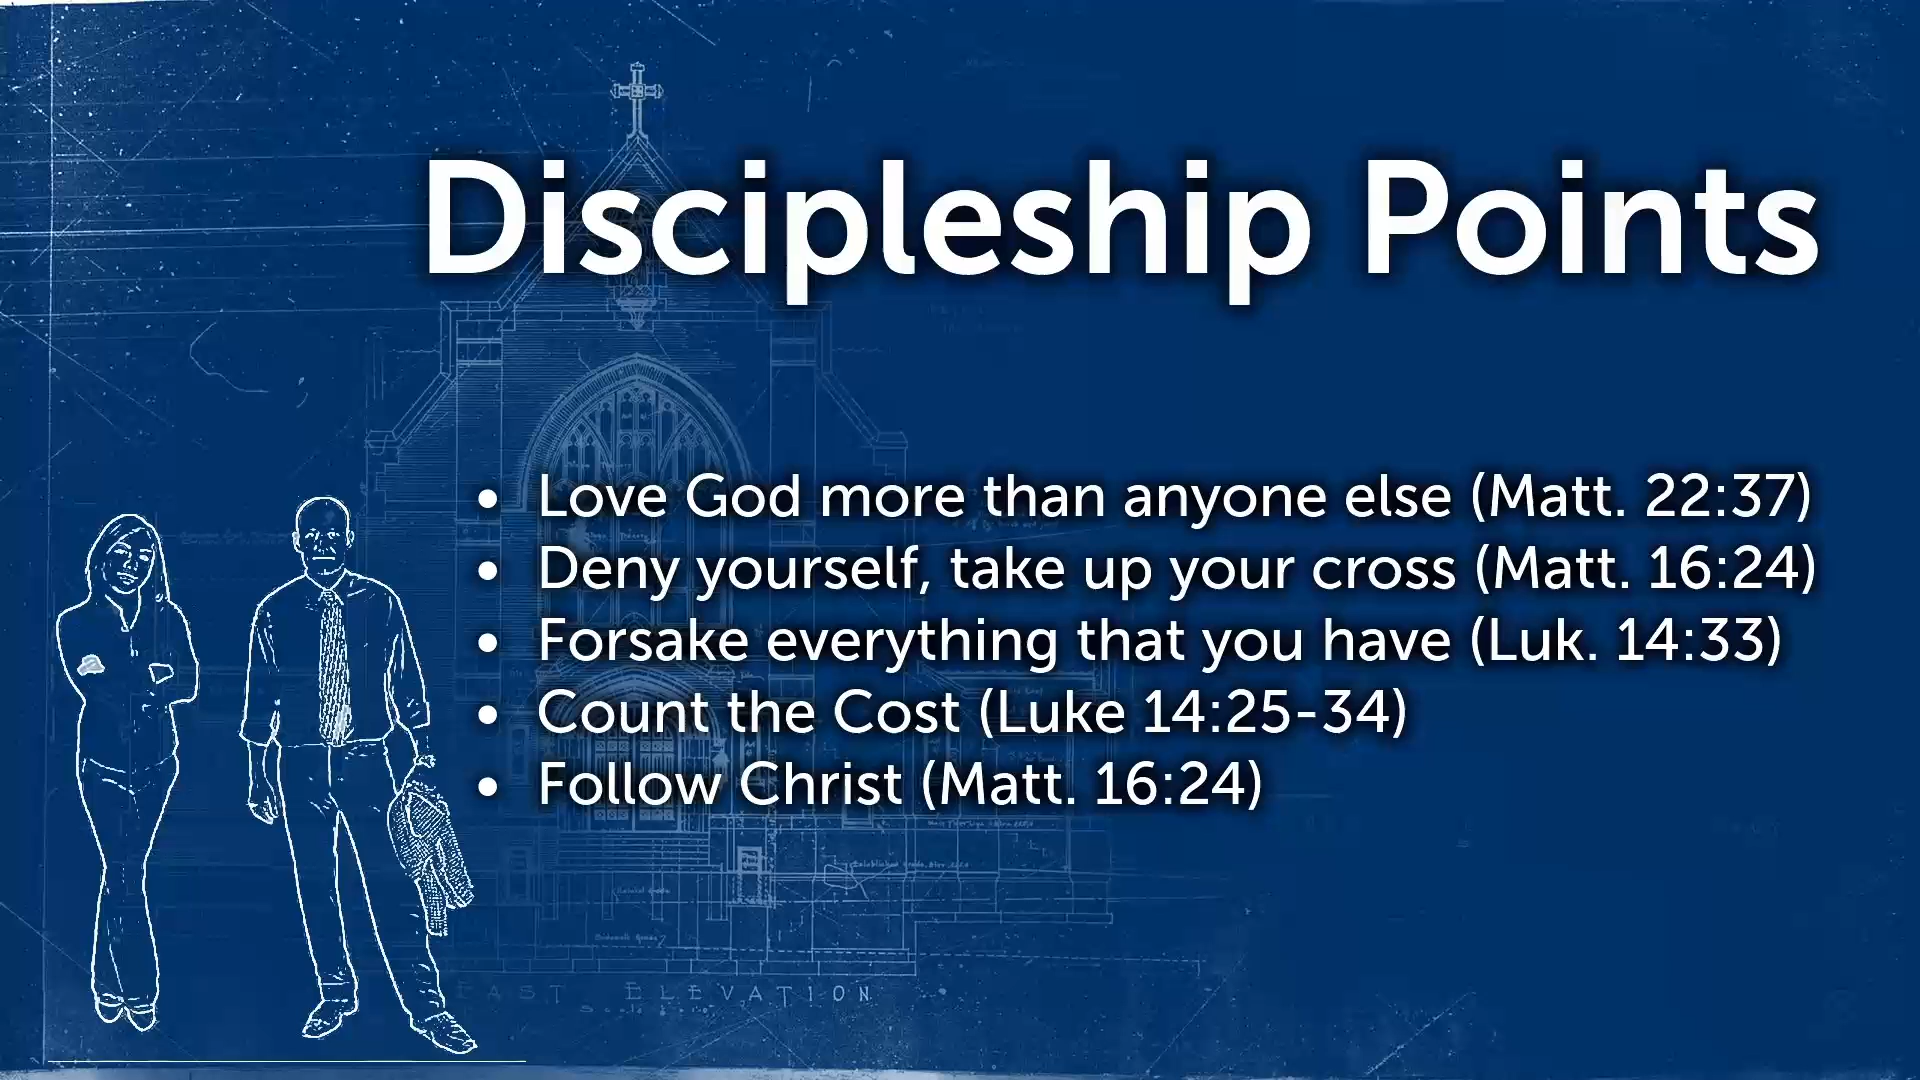 Discipleship Points
• Love God more than anyone else (Matt. 22:37)
• Deny yourself, take up your cross (Matt. 16:24)
• Forsake everything that you have (Luk. 14:33)
• Count the Cost (Luke 14:25-34)
• Follow Christ (Matt. 16:24)
EAST ELEVATION